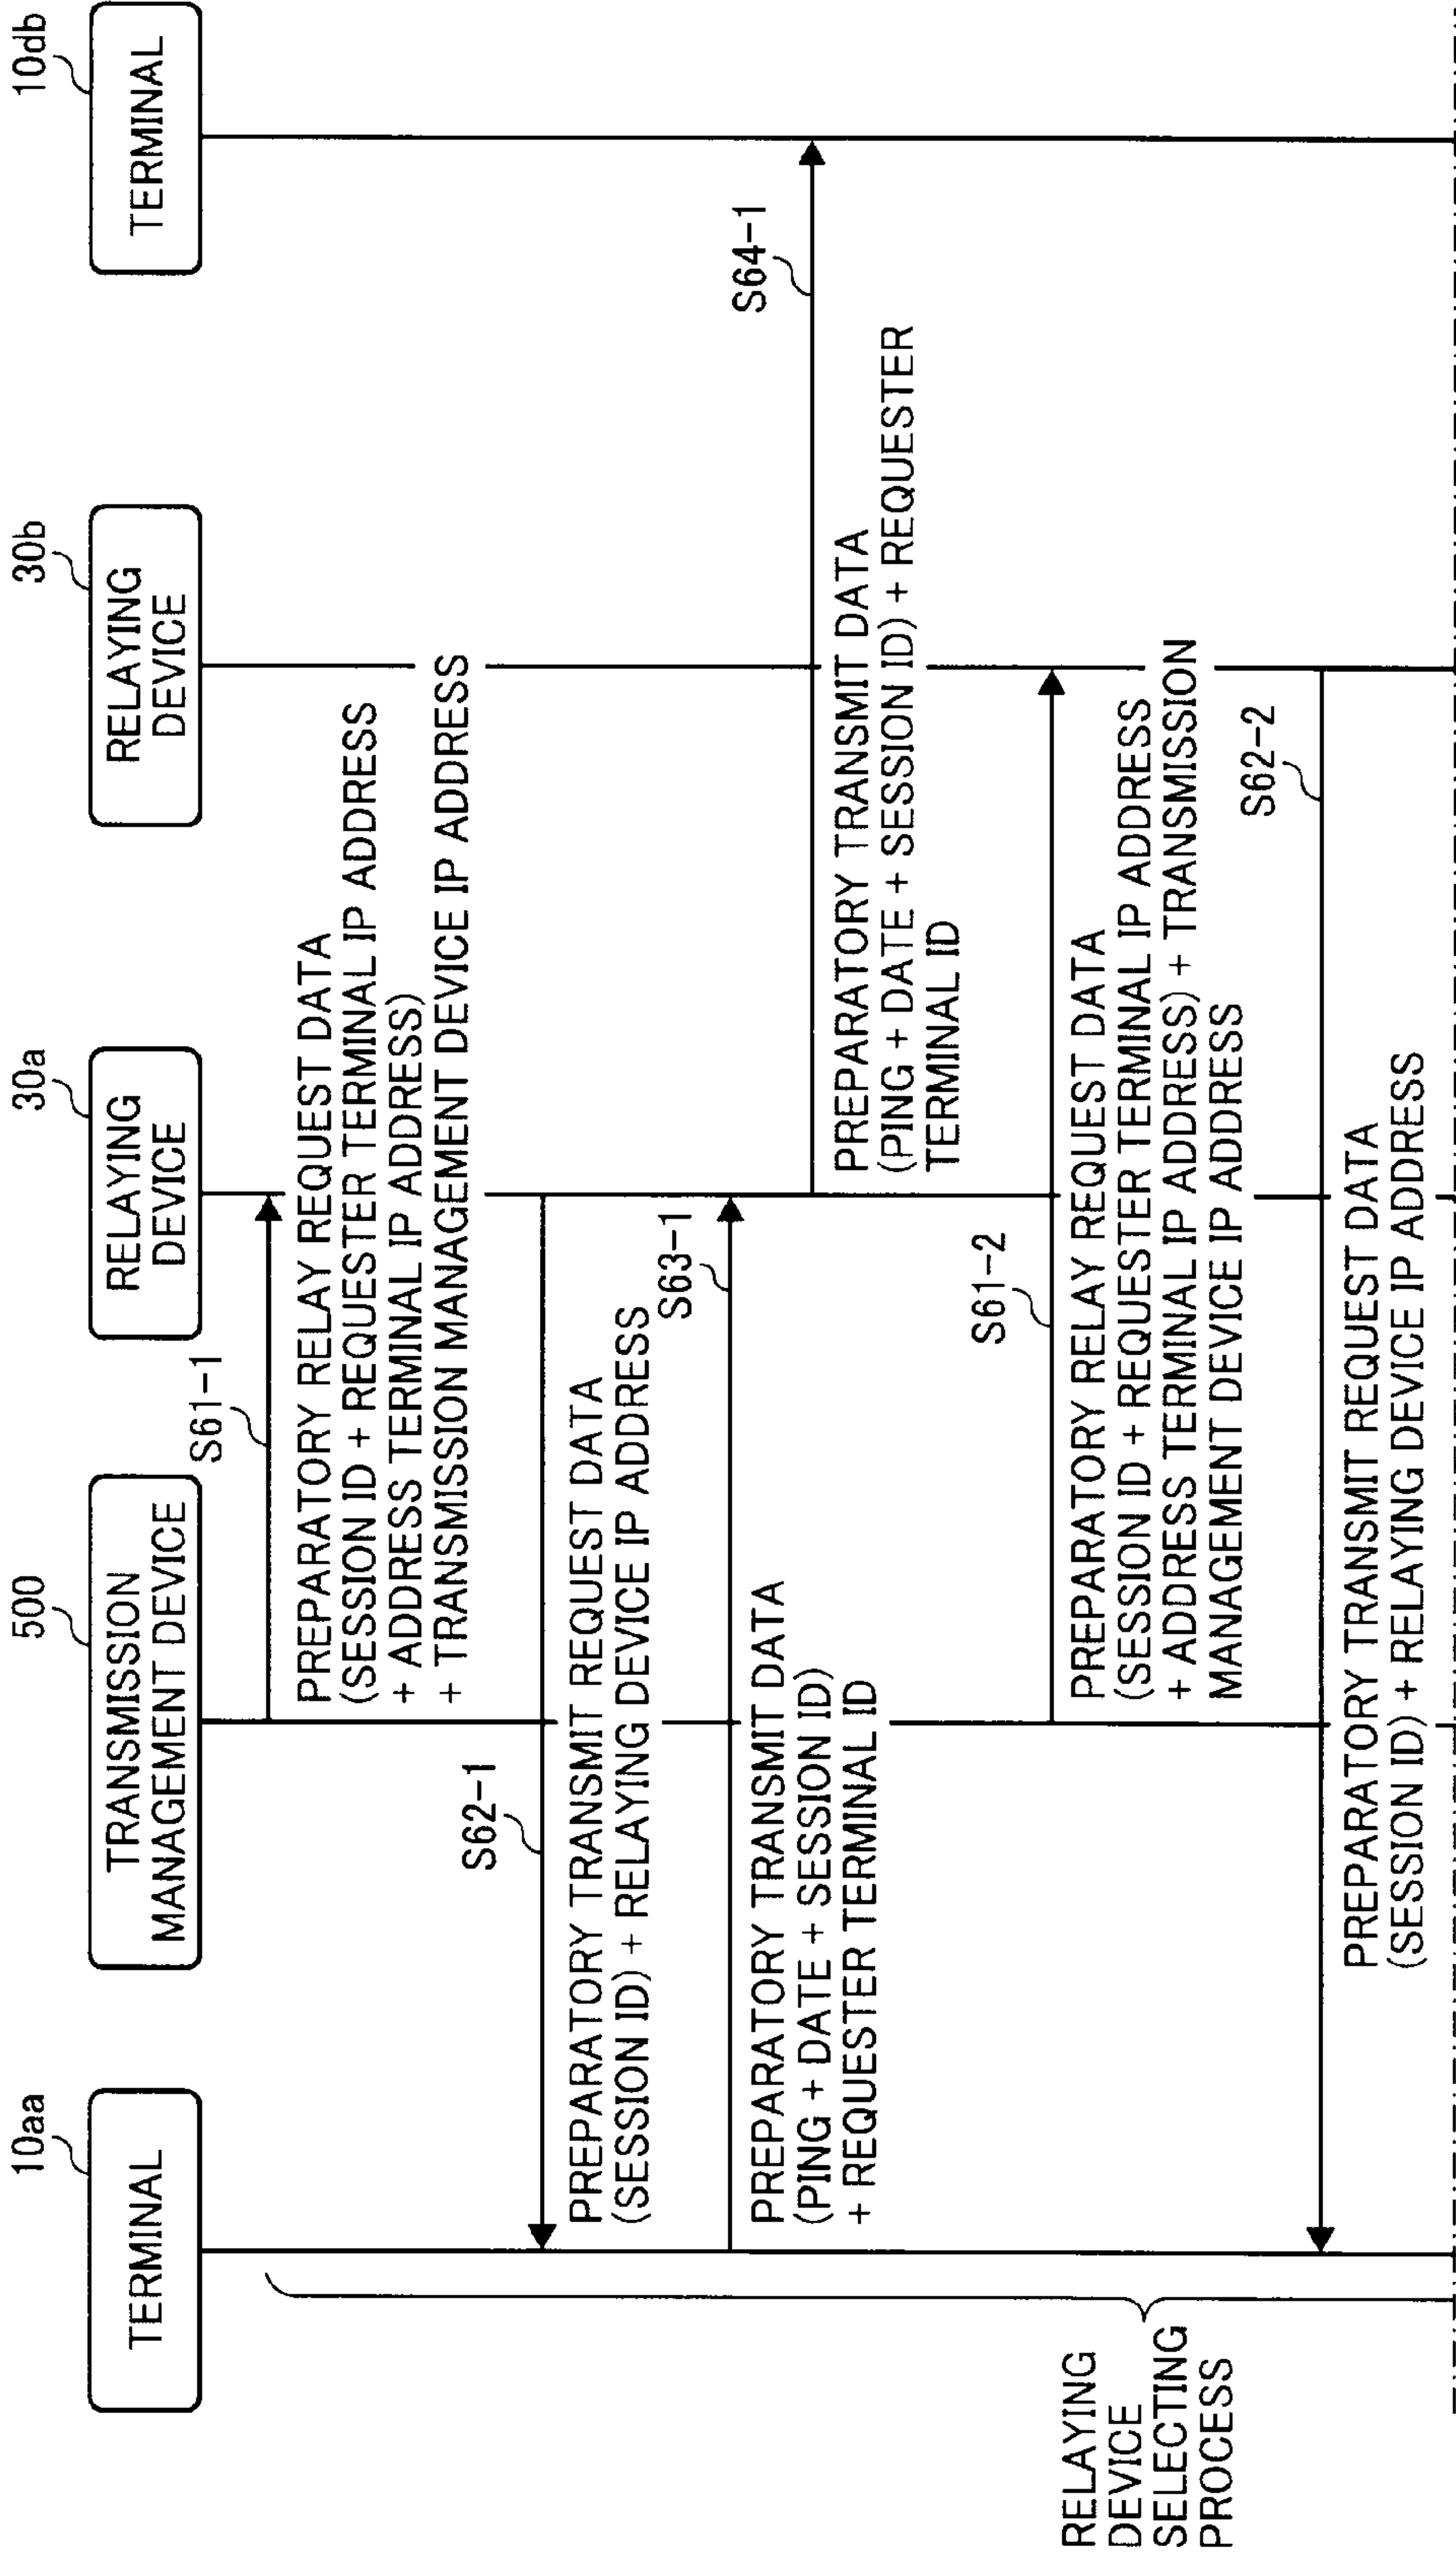 10aa
500
30a
30b
10db
TERMINAL
TRANSMISSION
MANAGEMENT DEVICE
RELAYING
DEVICE
RELAYING
DEVICE
TERMINAL
S61-1
PREPARATORY RELAY REQUEST DATA
(SESSION ID + REQUESTER TERMINAL IP ADDRESS
+ ADDRESS TERMINAL IP ADDRESS)
+ TRANSMISSION MANAGEMENT DEVICE IP ADDRESS
S62-1
PREPARATORY TRANSMIT REQUEST DATA
(SESSION ID) + RELAYING DEVICE IP ADDRESS
S63-1
PREPARATORY TRANSMIT DATA
(PING + DATE + SESSION ID)
+ REQUESTER TERMINAL ID
S64-1
PREPARATORY TRANSMIT DATA
(PING + DATE + SESSION ID) + REQUESTER
TERMINAL ID
S61-2
PREPARATORY RELAY REQUEST DATA
(SESSION ID + REQUESTER TERMINAL IP ADDRESS
+ ADDRESS TERMINAL IP ADDRESS) + TRANSMISSION
MANAGEMENT DEVICE IP ADDRESS
S62-2
PREPARATORY TRANSMIT REQUEST DATA
(SESSION ID) + RELAYING DEVICE IP ADDRESS
RELAYING
DEVICE
SELECTING
PROCESS